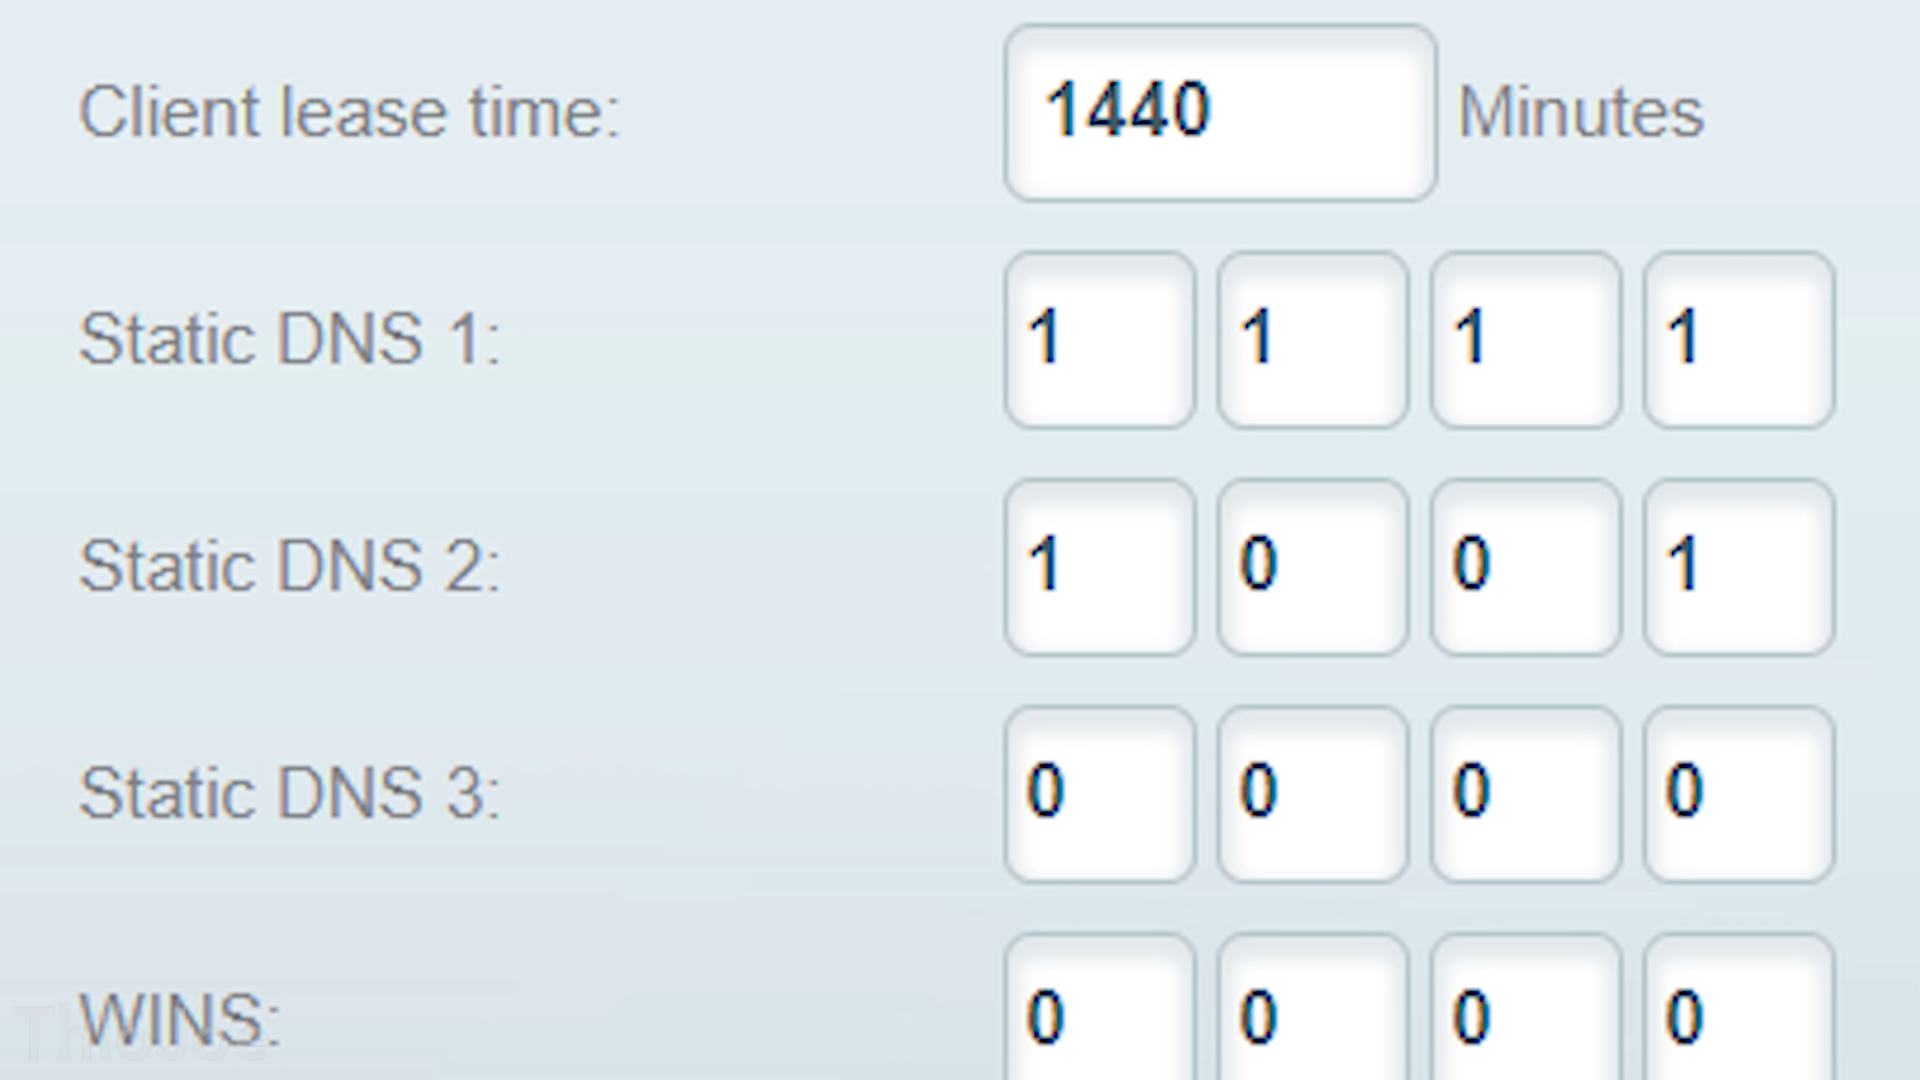 Client lease time: 1440 Minutes
Static DNS 1: 1 1 1 1
Static DNS 2: 1 0 0 1
Static DNS 3: 0 0 0 0
WINS: 0 0 0 0